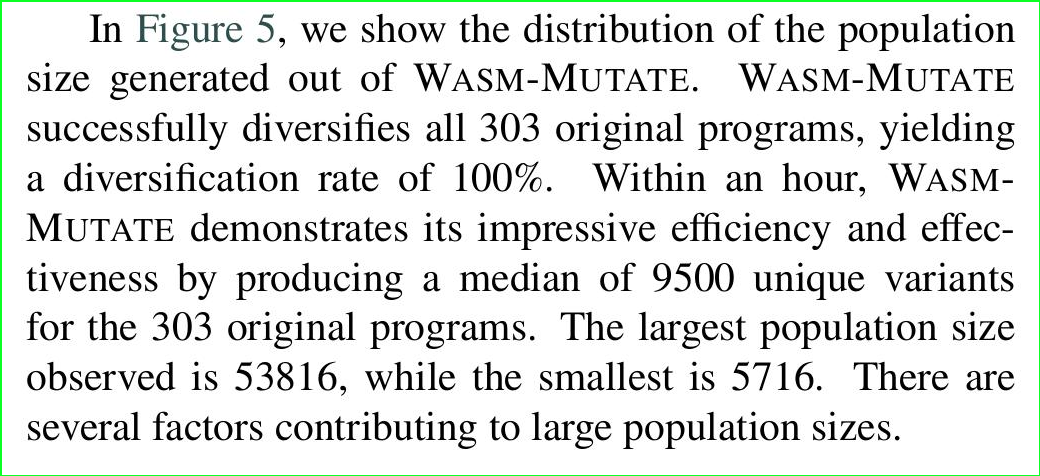 In Figure 5, we show the distribution of the population
size generated out of WASM-MUTATE. WASM-MUTATE
successfully diversifies all 303 original programs, yielding
a diversification rate of 100%. Within an hour, WASM-
MUTATE demonstrates its impressive efficiency and effec-
tiveness by producing a median of 9500 unique variants
for the 303 original programs. The largest population size
observed is 53816, while the smallest is 5716. There are
several factors contributing to large population sizes.